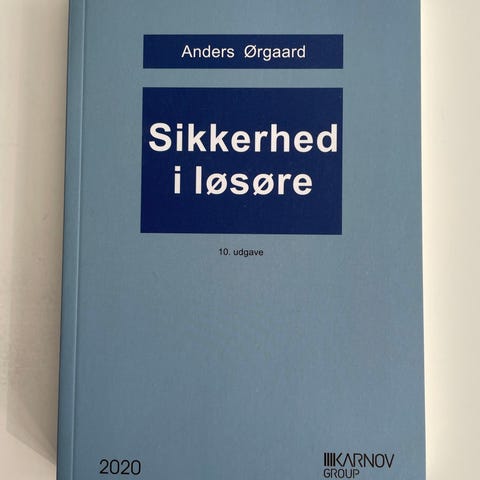 Anders Ørgaard
Sikkerhed
i løsøre
10. udgave
2020
KARNOV
GROUP